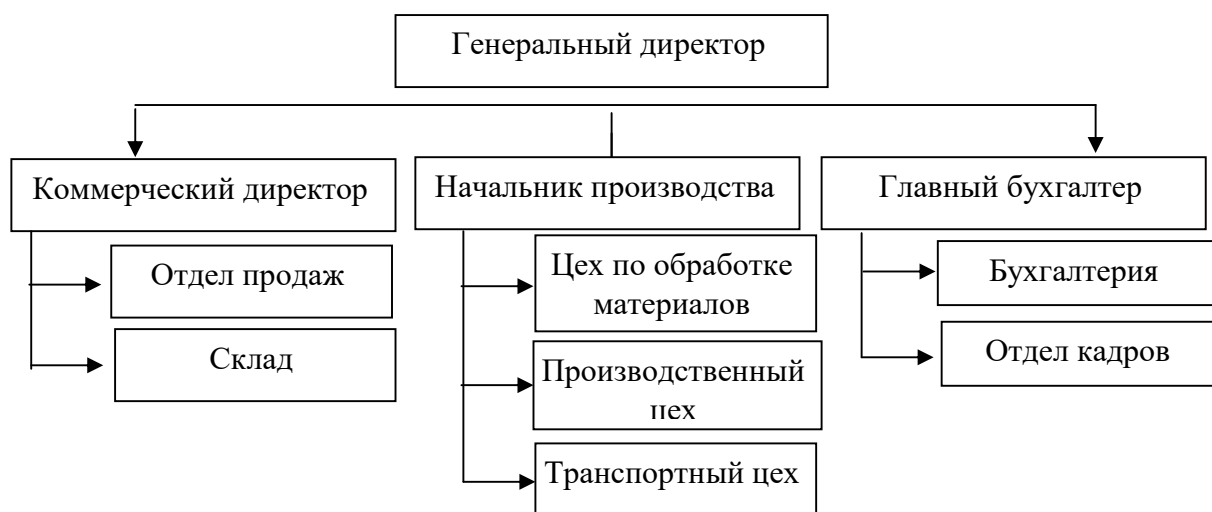 Генеральный директор
Коммерческий директор
Начальник производства
Главный бухгалтер
Отдел продаж
Склад
Цех по обработке
материалов
Производственный
цех
Транспортный цех
Бухгалтерия
Отдел кадров